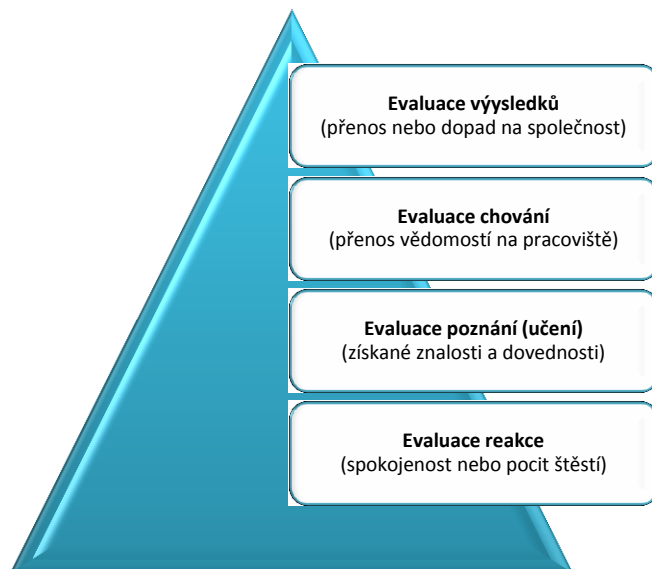 Evaluace výysledků
(přenos nebo dopad na společnost)
Evaluace chování
(přenos vědomostí na pracoviště)
Evaluace poznání (učení)
(získané znalosti a dovednosti)
Evaluace reakce
(spokojenost nebo pocit štěstí)